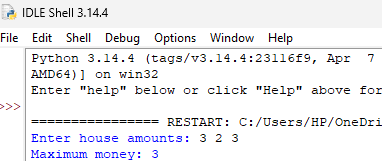 IDLE Shell 3.14.4
File Edit Shell Debug Options Window Help
Python 3.14.4 (tags/v3.14.4:23116f9, Apr 7
AMD64)] on win32
Enter "help" below or click "Help" above for
>>>
================ RESTART: C:/Users/HP/OneDri
Enter house amounts: 3 2 3
Maximum money: 3